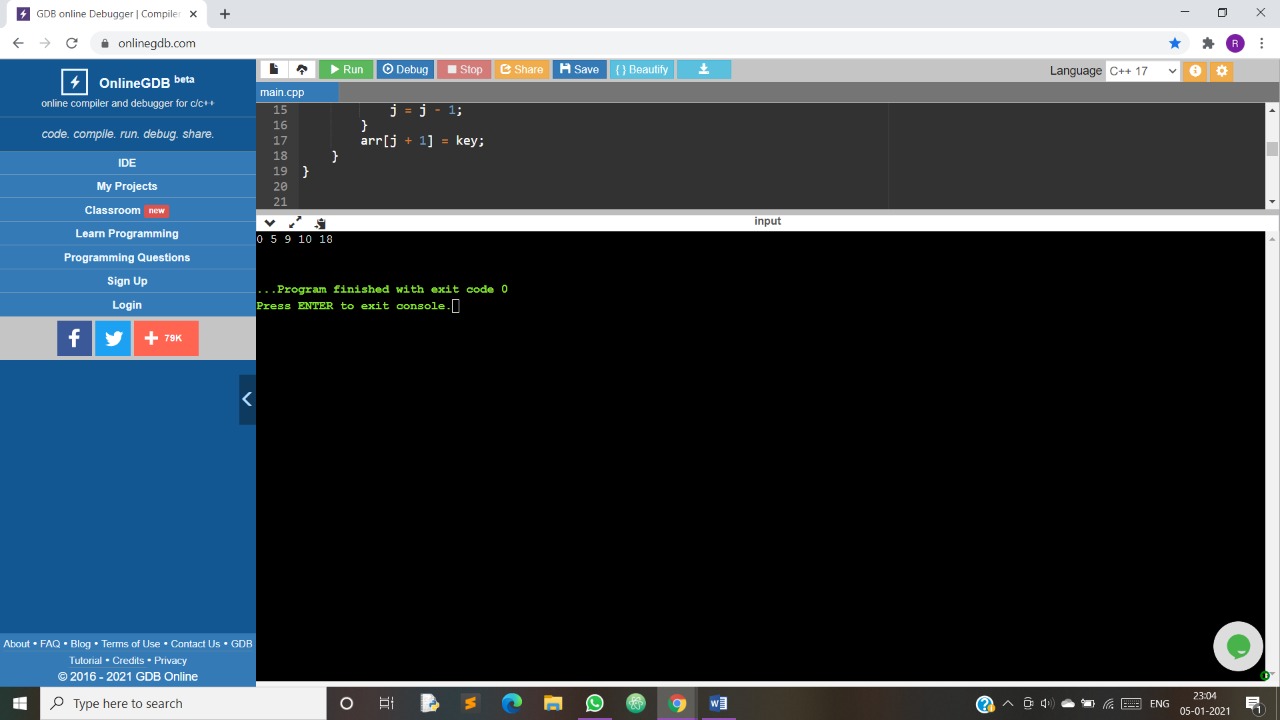 GDB online Debugger | Compiler
onlinegdb.com
R
OnlineGDB beta
online compiler and debugger for c/c++
code. compile. run. debug. share.
IDE
My Projects
Classroom new
Learn Programming
Programming Questions
Sign Up
Login
f
79K
About • FAQ • Blog • Terms of Use • Contact Us • GDB
Tutorial • Credits • Privacy
© 2016 - 2021 GDB Online
Run Debug Stop Share Save { } Beautify
Language C++ 17
main.cpp
15 j = j - 1;
16 }
17 arr[j + 1] = key;
18 }
19 }
20
21
input
0 5 9 10 18
...Program finished with exit code 0
Press ENTER to exit console.
Type here to search
ENG
23:04
05-01-2021
1